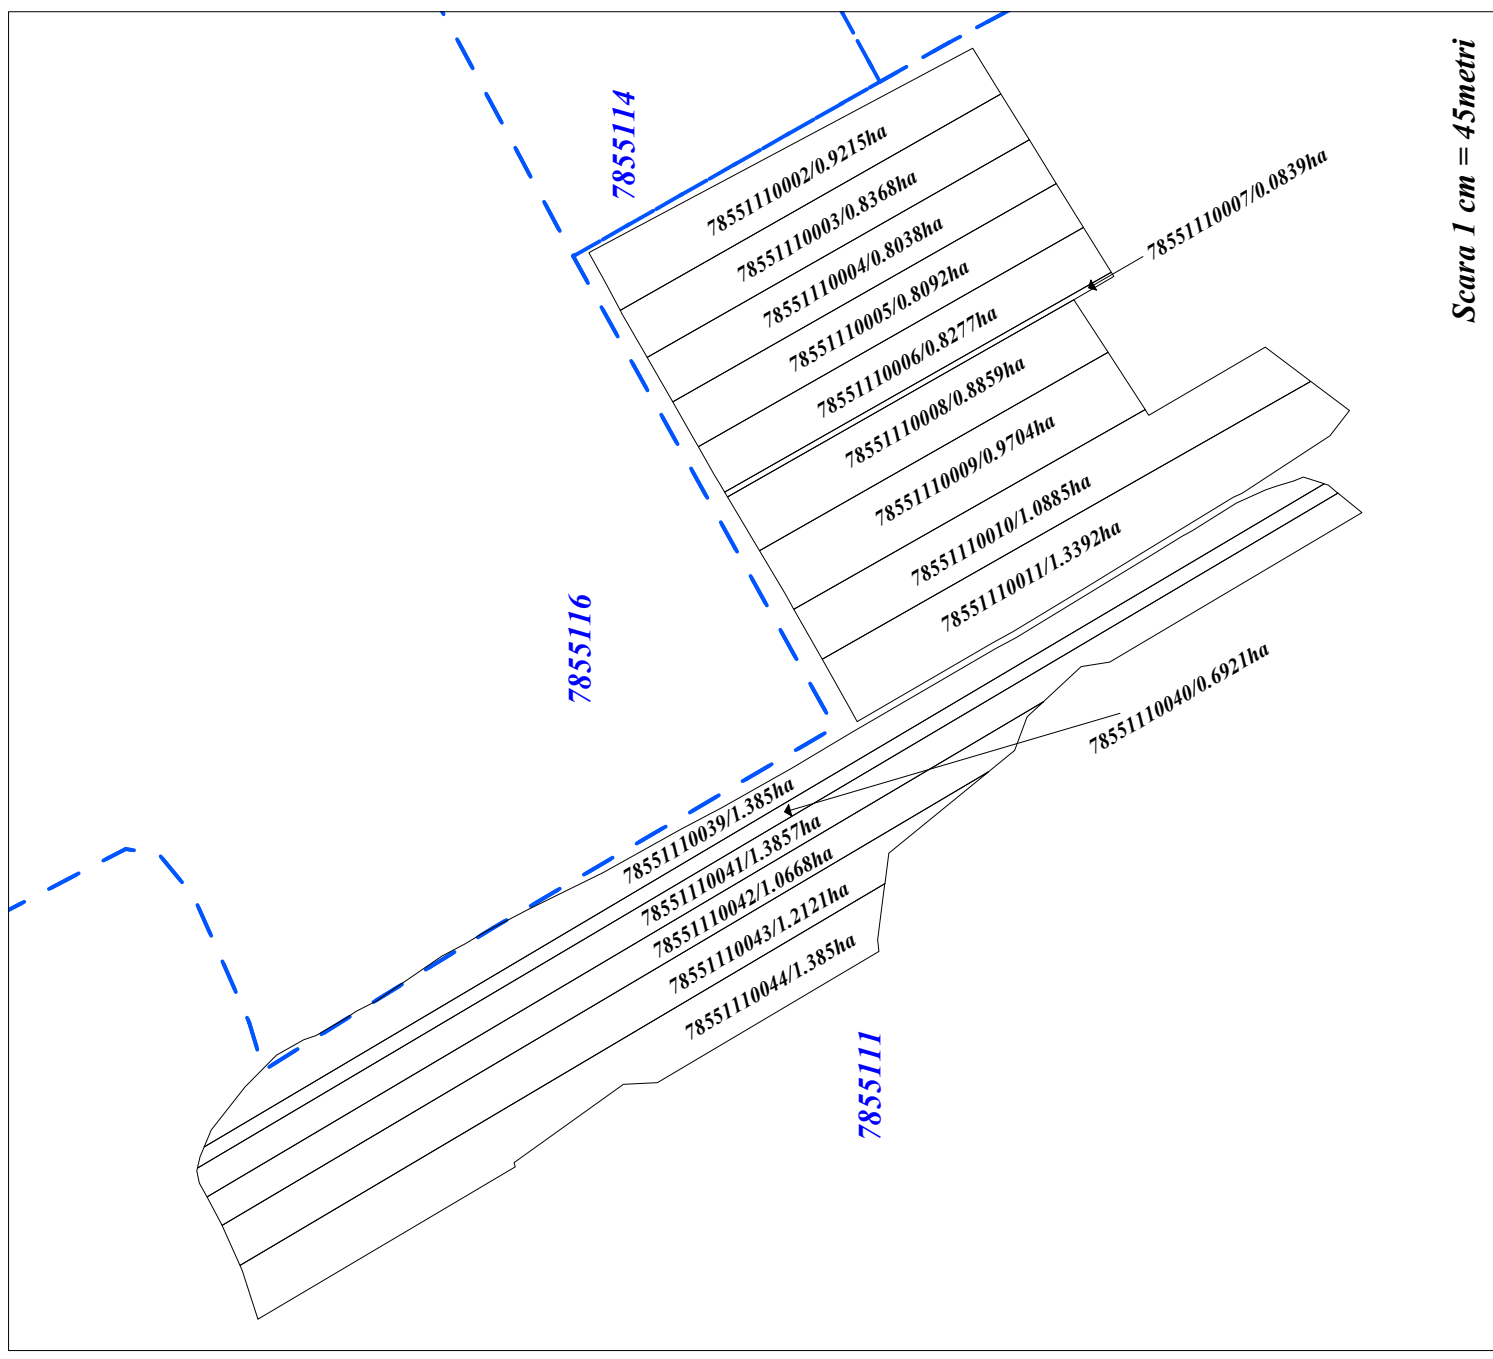 Scara 1 cm = 45metri
7855114
78551110002/0.9215ha
78551110003/0.8368ha
78551110004/0.8038ha
78551110005/0.8092ha
78551110006/0.8277ha
78551110007/0.0839ha
78551110008/0.8859ha
78551110009/0.9704ha
78551110010/1.0885ha
78551110011/1.3392ha
7855116
78551110040/0.6921ha
78551110039/1.385ha
78551110041/1.3857ha
78551110042/1.0668ha
78551110043/1.2121ha
78551110044/1.385ha
7855111